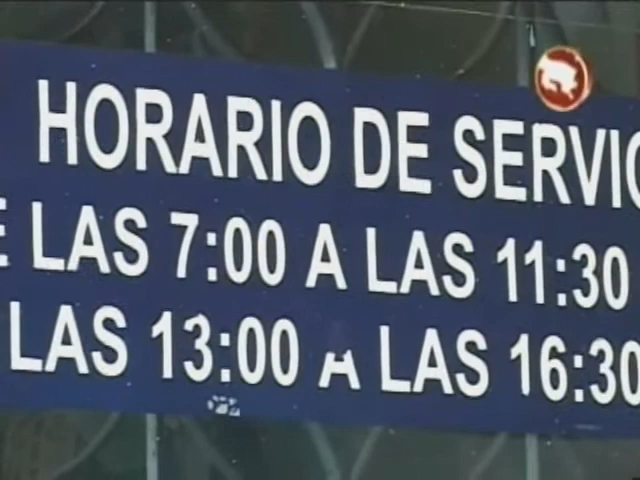 HORARIO DE SERVIC
E LAS 7:00 A LAS 11:30
LAS 13:00 A LAS 16:30